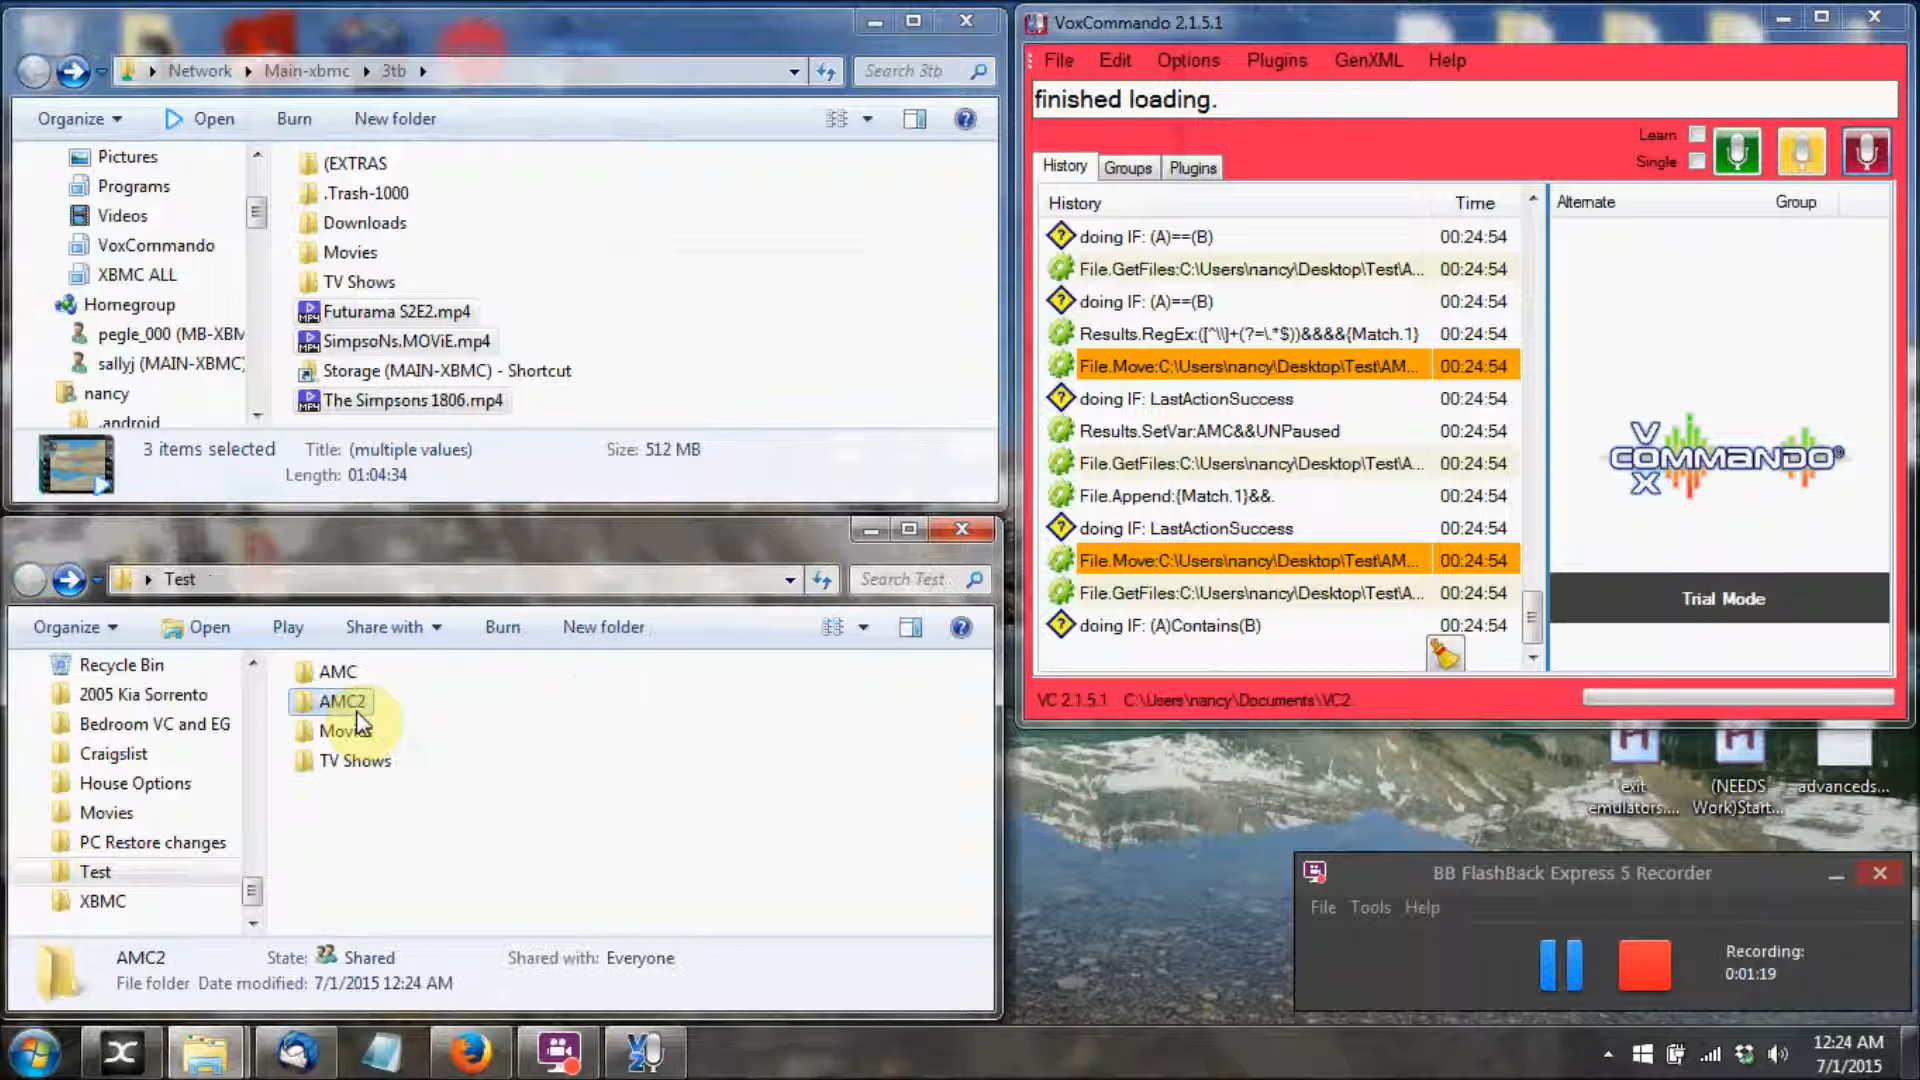 Network
Main-xbmc
3tb
Search 3tb
Organize
Open
Burn
New folder
Pictures
Programs
Videos
VoxCommando
XBMC ALL
Homegroup
pegle_000 (MB-XBM
sallyj (MAIN-XBMC)
nancy
.android
(EXTRAS
.Trash-1000
Downloads
Movies
TV Shows
Futurama S2E2.mp4
SimpsoNs.MOViE.mp4
Storage (MAIN-XBMC) - Shortcut
The Simpsons 1806.mp4
3 items selected
Title: (multiple values)
Size: 512 MB
Length: 01:04:34
Test
Search Test
Organize
Open
Play
Share with
Burn
New folder
Recycle Bin
2005 Kia Sorrento
Bedroom VC and EG
Craigslist
House Options
Movies
PC Restore changes
Test
XBMC
AMC
AMC2
Movies
TV Shows
AMC2
State: Shared
Shared with: Everyone
File folder
Date modified: 7/1/2015 12:24 AM
VoxCommando 2.1.5.1
File Edit Options Plugins GenXML Help
finished loading.
Learn
Single
History Groups Plugins
History Time
doing IF: (A)==(B) 00:24:54
File.GetFiles:C:\Users\nancy\Desktop\Test\A... 00:24:54
doing IF: (A)==(B) 00:24:54
Results.RegEx:([^\\]+(?=\.*$))&&&&{Match.1} 00:24:54
File.Move:C:\Users\nancy\Desktop\Test\AM... 00:24:54
doing IF: LastActionSuccess 00:24:54
Results.SetVar:AMC&&UNPaused 00:24:54
File.GetFiles:C:\Users\nancy\Desktop\Test\A... 00:24:54
File.Append:{Match.1}&&. 00:24:54
doing IF: LastActionSuccess 00:24:54
File.Move:C:\Users\nancy\Desktop\Test\AM... 00:24:54
File.GetFiles:C:\Users\nancy\Desktop\Test\A... 00:24:54
doing IF: (A)Contains(B) 00:24:54
Alternate Group
VOX
COMMANDO
Trial Mode
VC 2.1.5.1 C:\Users\nancy\Documents\VC2
exit
emulators....
(NEEDS
Work)Start...
advanceds...
BB FlashBack Express 5 Recorder
File Tools Help
Recording:
0:01:19
12:24 AM
7/1/2015